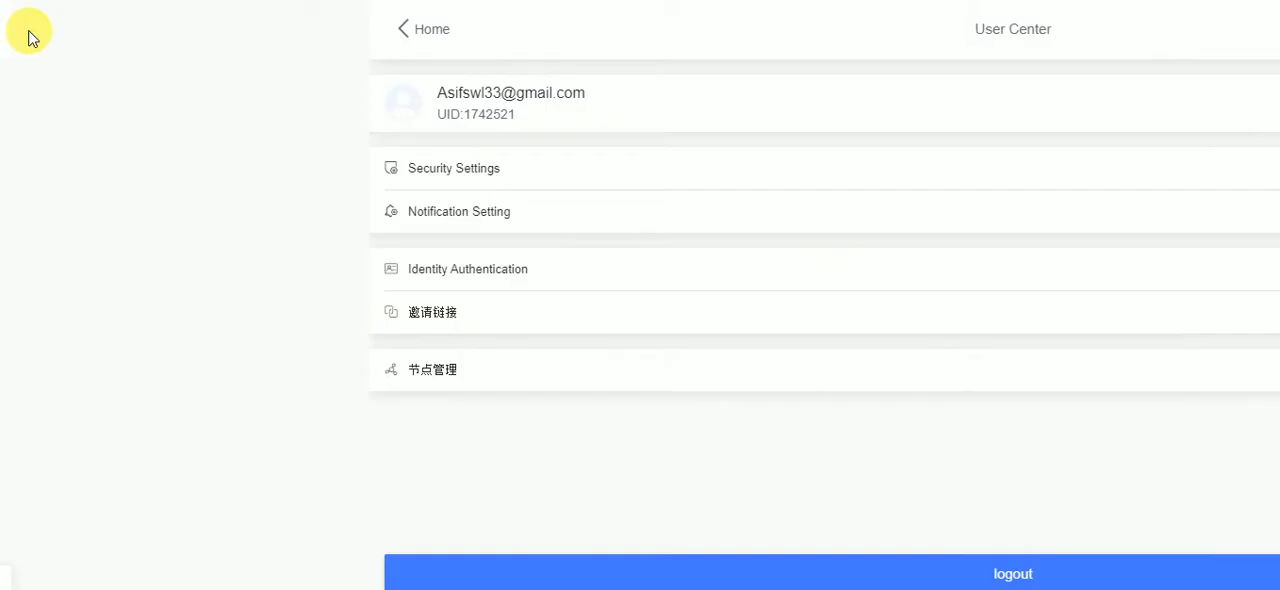 Home
User Center
Asifswl33@gmail.com
UID:1742521
Security Settings
Notification Setting
Identity Authentication
邀请链接
节点管理
logout